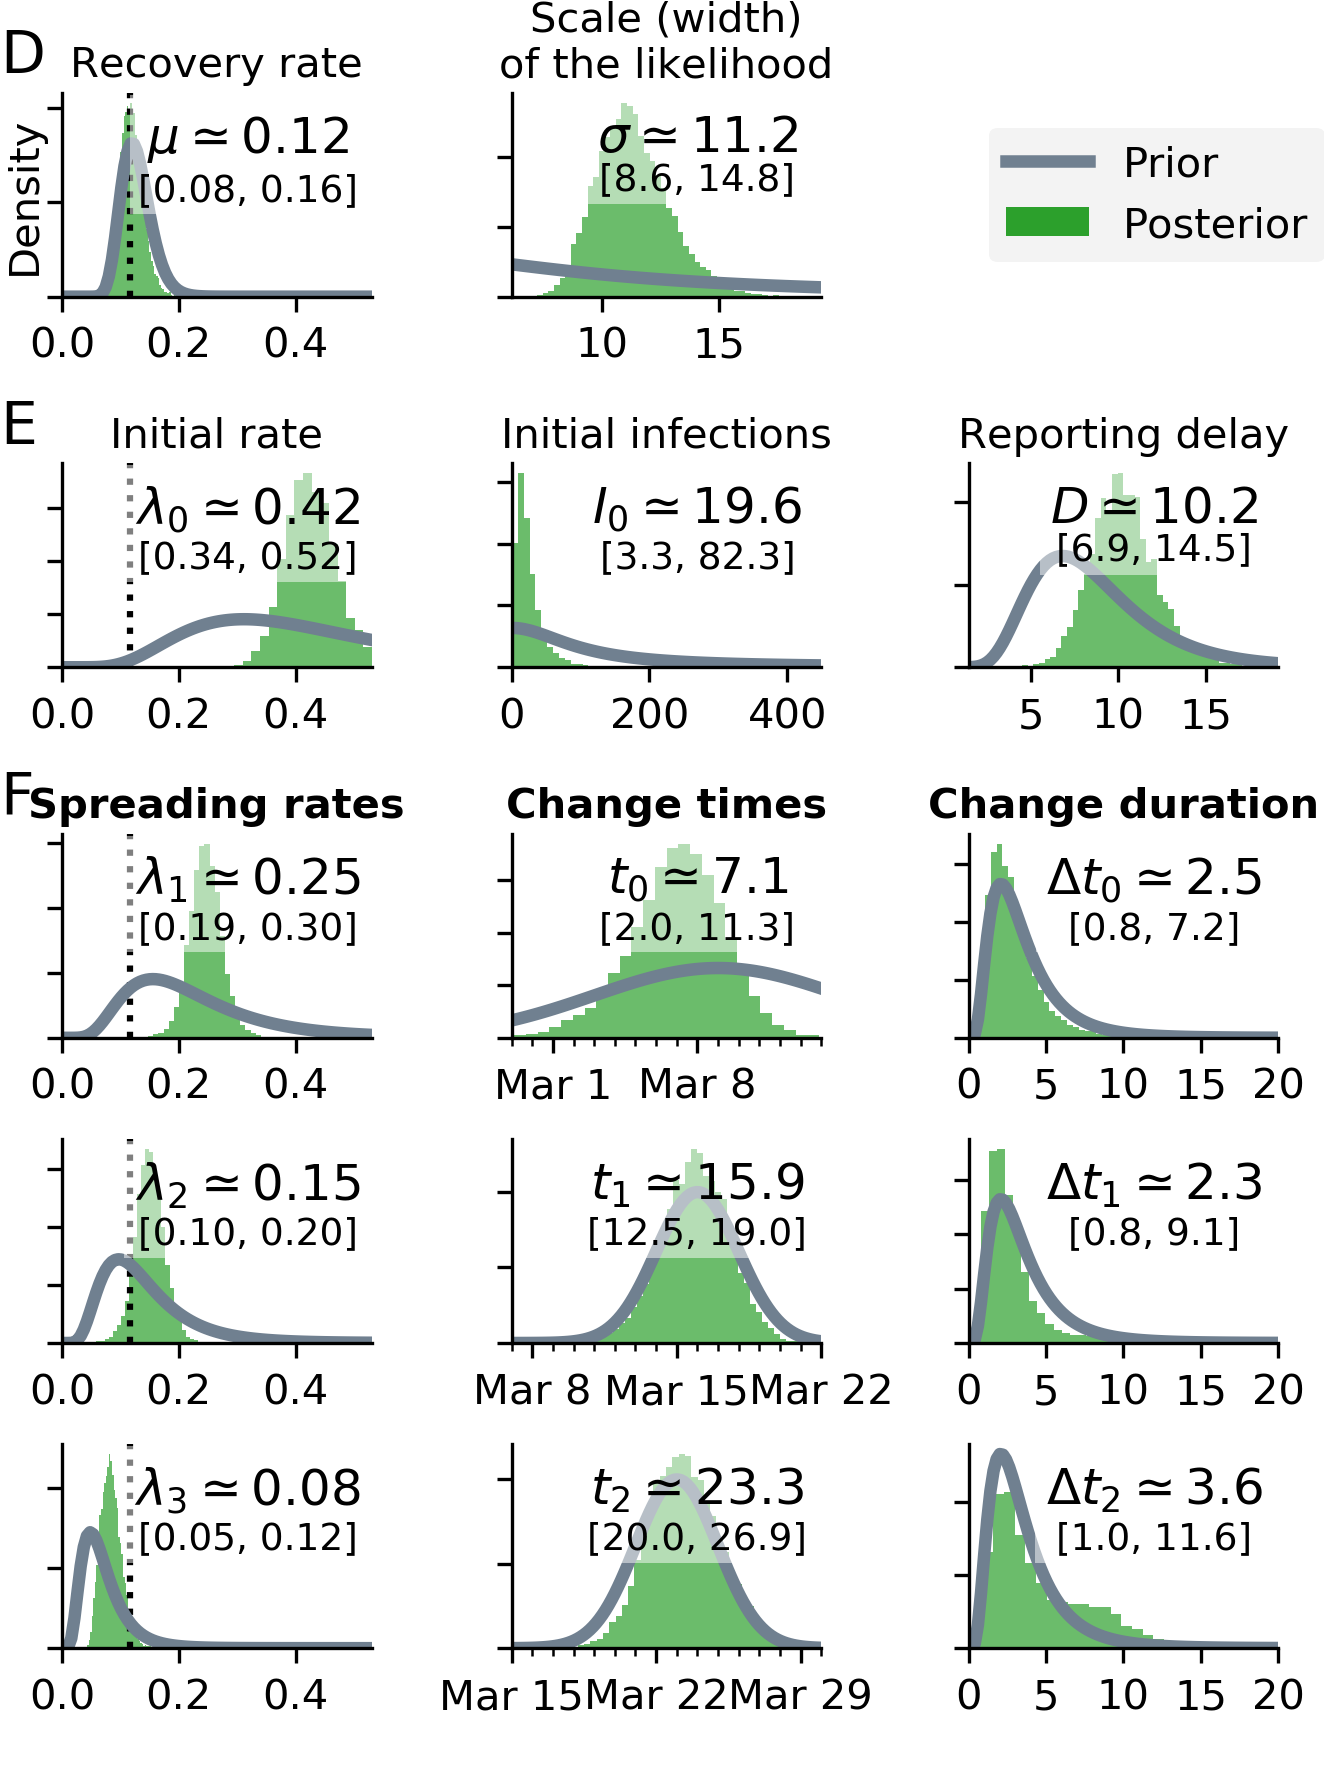 D
Recovery rate
Scale (width)
of the likelihood
Density
μ ≃ 0.12
[0.08, 0.16]
0.0 0.2 0.4
σ ≃ 11.2
[8.6, 14.8]
10 15
Prior
Posterior
E
Initial rate
λ0 ≃ 0.42
[0.34, 0.52]
0.0 0.2 0.4
Initial infections
I0 ≃ 19.6
[3.3, 82.3]
0 200 400
Reporting delay
D ≃ 10.2
[6.9, 14.5]
5 10 15
F
Spreading rates
Change times
Change duration
λ1 ≃ 0.25
[0.19, 0.30]
0.0 0.2 0.4
t0 ≃ 7.1
[2.0, 11.3]
Mar 1 Mar 8
Δt0 ≃ 2.5
[0.8, 7.2]
0 5 10 15 20
λ2 ≃ 0.15
[0.10, 0.20]
0.0 0.2 0.4
t1 ≃ 15.9
[12.5, 19.0]
Mar 8 Mar 15 Mar 22
Δt1 ≃ 2.3
[0.8, 9.1]
0 5 10 15 20
λ3 ≃ 0.08
[0.05, 0.12]
0.0 0.2 0.4
t2 ≃ 23.3
[20.0, 26.9]
Mar 15 Mar 22 Mar 29
Δt2 ≃ 3.6
[1.0, 11.6]
0 5 10 15 20